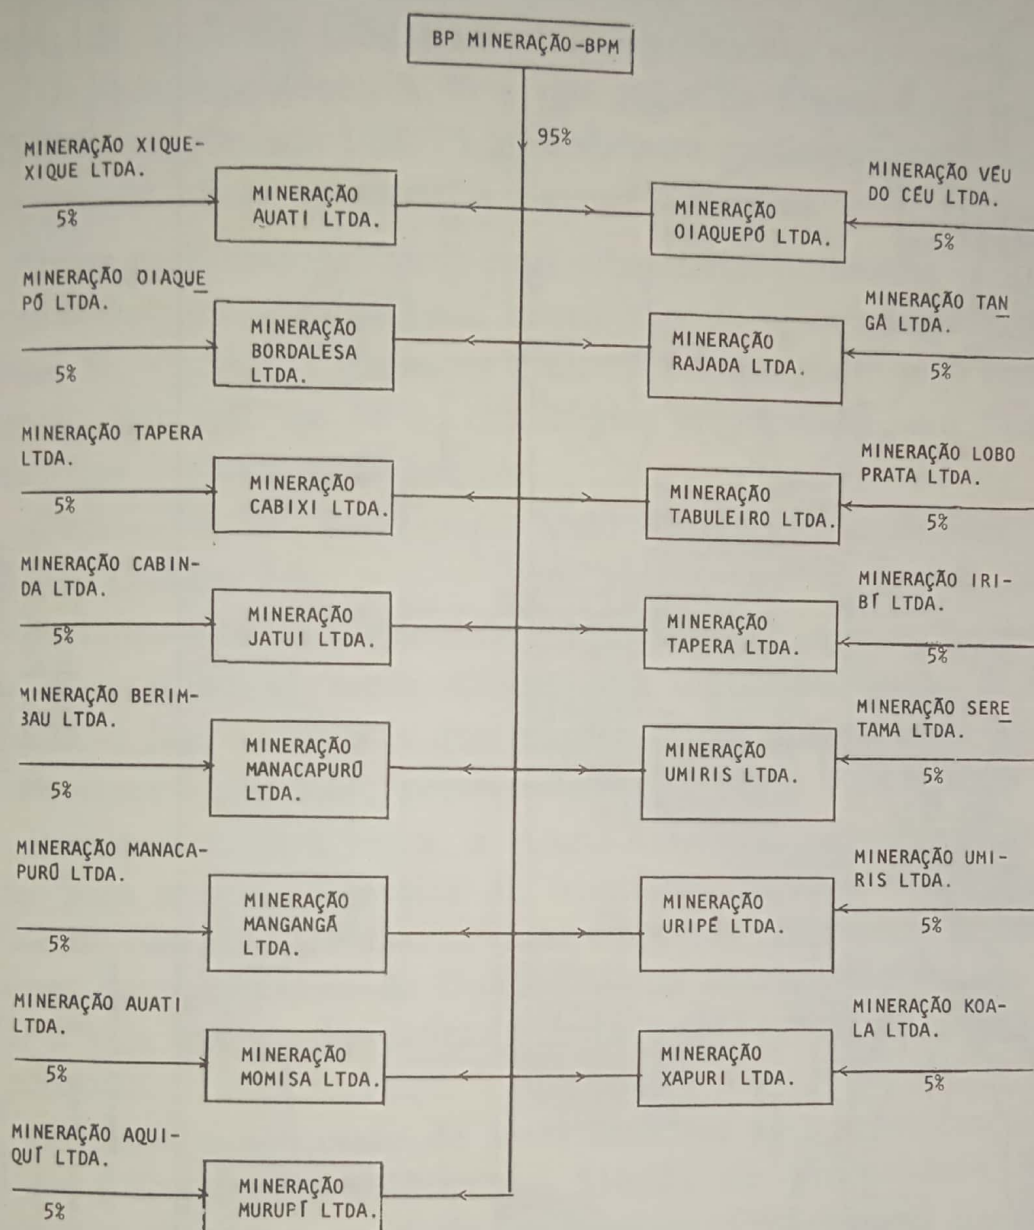 BP MINERAÇÃO-BPM
95%
MINERAÇÃO XIQUE-
XIQUE LTDA.
5%
MINERAÇÃO
AUATI LTDA.
MINERAÇÃO
OIAQUEPÓ LTDA.
MINERAÇÃO VÉU
DO CÉU LTDA.
5%
MINERAÇÃO OIAQUE
PÓ LTDA.
5%
MINERAÇÃO
BORDALESA
LTDA.
MINERAÇÃO
RAJADA LTDA.
MINERAÇÃO TAN
GÁ LTDA.
5%
MINERAÇÃO TAPERA
LTDA.
5%
MINERAÇÃO
CABIXI LTDA.
MINERAÇÃO
TABULEIRO LTDA.
MINERAÇÃO LOBO
PRATA LTDA.
5%
MINERAÇÃO CABIN-
DA LTDA.
5%
MINERAÇÃO
JATUI LTDA.
MINERAÇÃO
TAPERA LTDA.
MINERAÇÃO IRI-
BÍ LTDA.
5%
MINERAÇÃO BERIM-
BAU LTDA.
5%
MINERAÇÃO
MANACAPURÚ
LTDA.
MINERAÇÃO
UMIRIS LTDA.
MINERAÇÃO SERE
TAMA LTDA.
5%
MINERAÇÃO MANACA-
PURÚ LTDA.
5%
MINERAÇÃO
MANGANGÁ
LTDA.
MINERAÇÃO
URIPÉ LTDA.
MINERAÇÃO UMI-
RIS LTDA.
5%
MINERAÇÃO AUATI
LTDA.
5%
MINERAÇÃO
MOMISA LTDA.
MINERAÇÃO
XAPURI LTDA.
MINERAÇÃO KOA-
LA LTDA.
5%
MINERAÇÃO AQUI-
QUÍ LTDA.
5%
MINERAÇÃO
MURUPÍ LTDA.